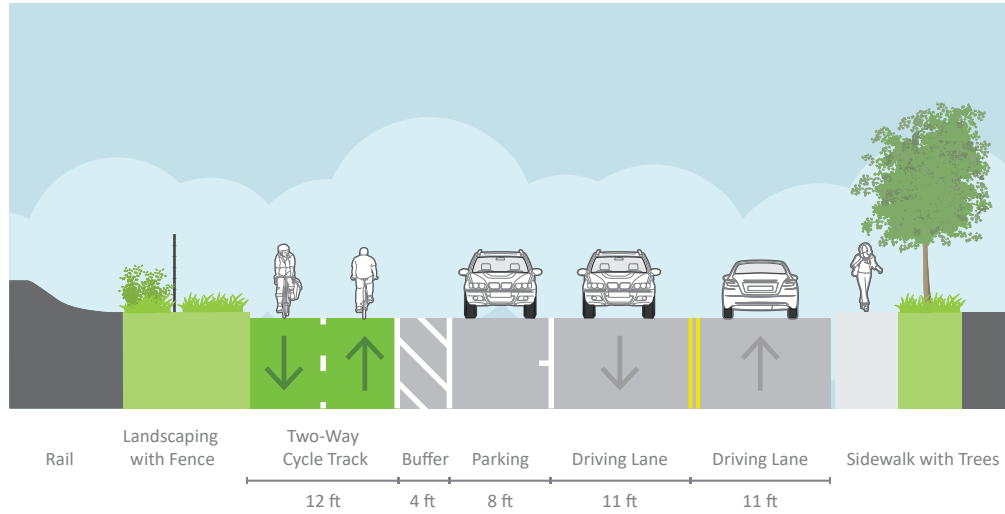 Rail
Landscaping
with Fence
Two-Way
Cycle Track
Buffer
Parking
Driving Lane
Driving Lane
Sidewalk with Trees
12 ft
4 ft
8 ft
11 ft
11 ft